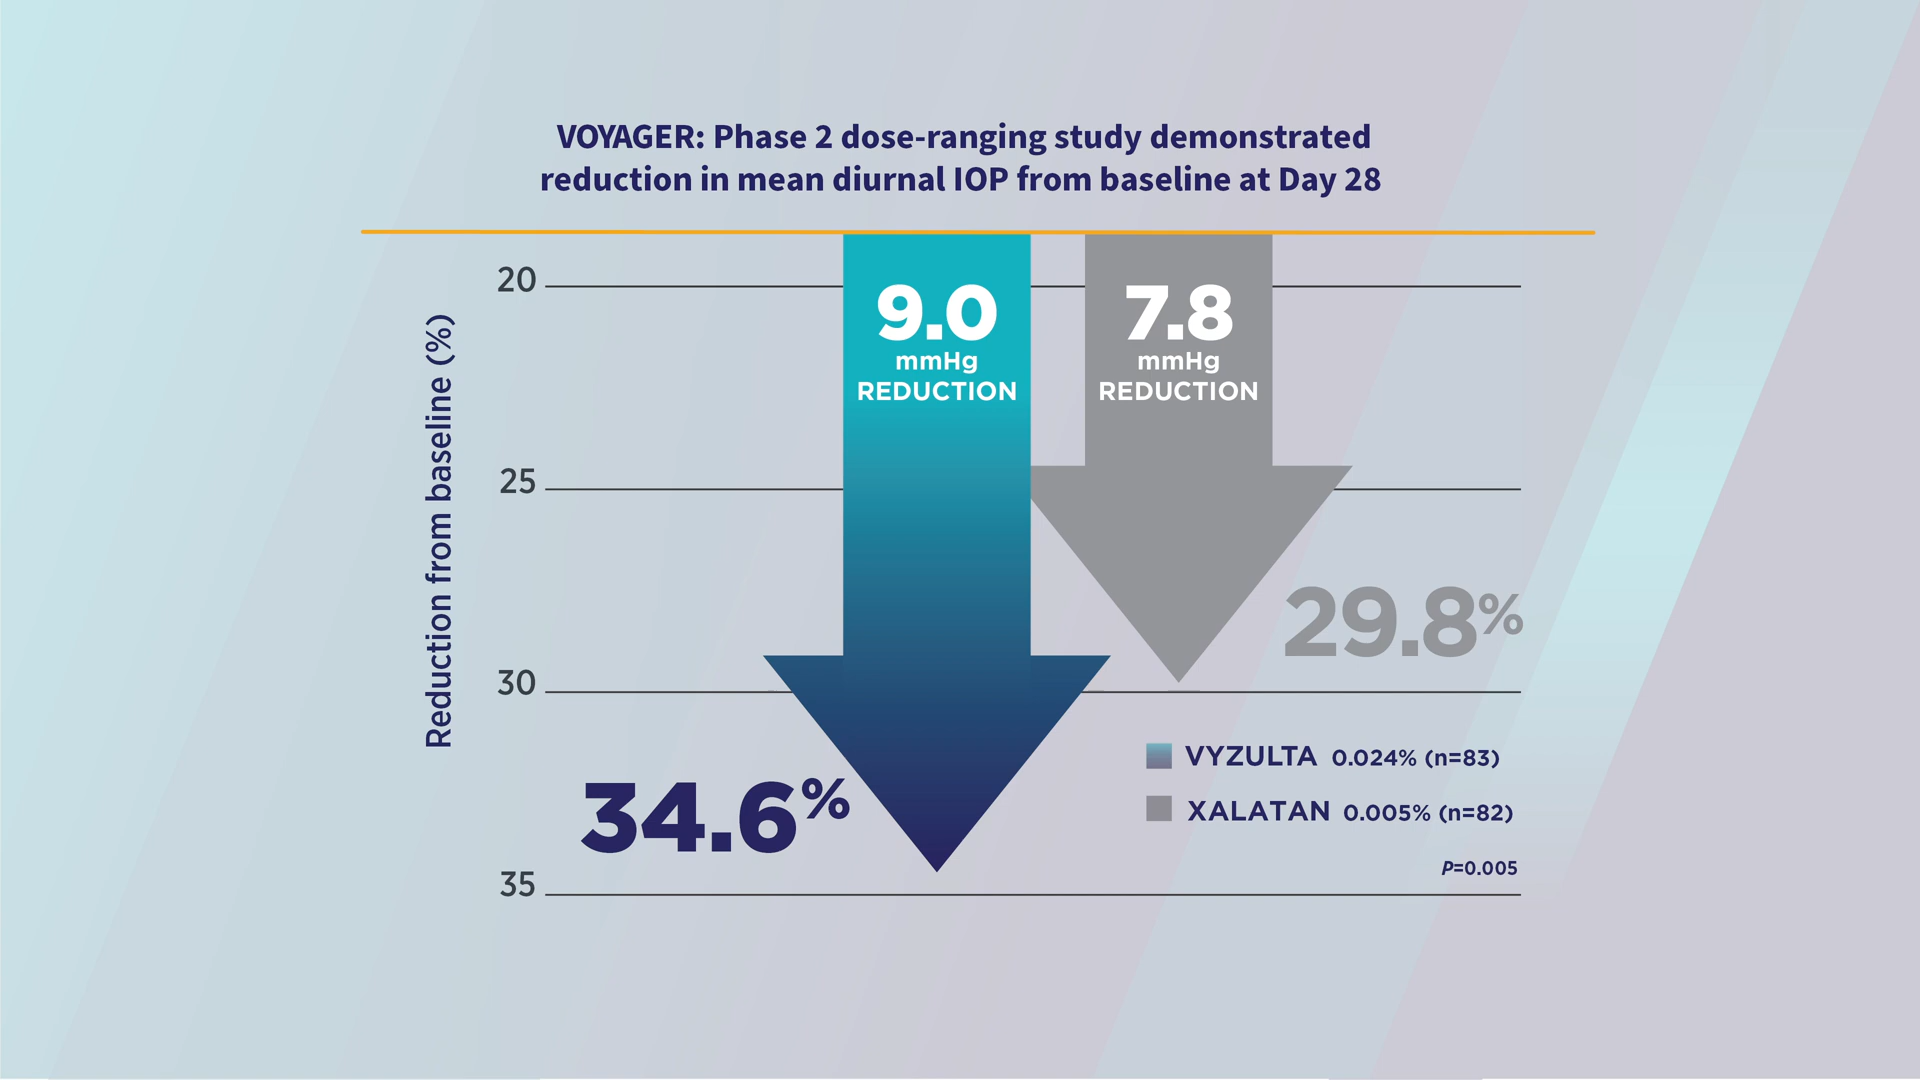 VOYAGER: Phase 2 dose-ranging study demonstrated
reduction in mean diurnal IOP from baseline at Day 28
Reduction from baseline (%)
20
25
30
35
9.0
mmHg
REDUCTION
34.6%
7.8
mmHg
REDUCTION
29.8%
VYZULTA 0.024% (n=83)
XALATAN 0.005% (n=82)
P=0.005